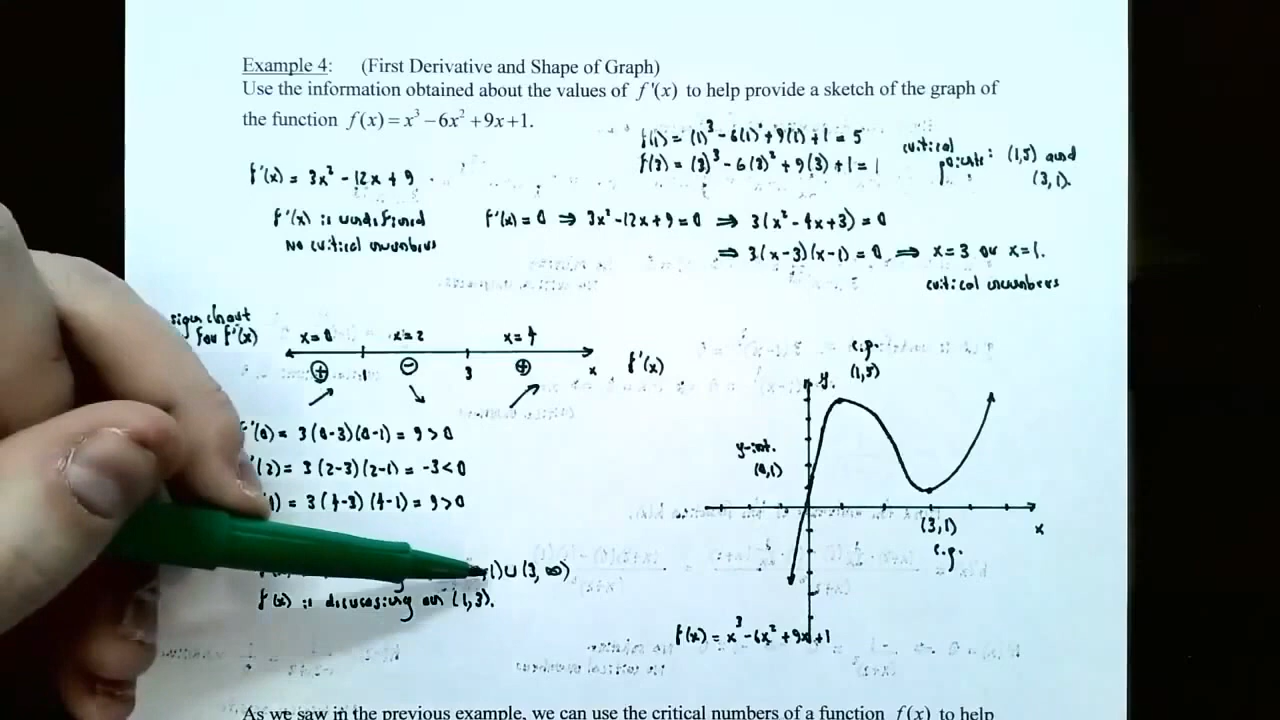 Example 4: (First Derivative and Shape of Graph)
Use the information obtained about the values of f'(x) to help provide a sketch of the graph of
the function f(x) = x³ − 6x² + 9x + 1.
f(1) = (1)³ − 6(1)² + 9(1) + 1 = 5
f(3) = (3)³ − 6(3)² + 9(3) + 1 = 1
critical
points: (1,5) and
(3,1).
f'(x) = 3x² − 12x + 9
f'(x) is undefined
No critical numbers
f'(x) = 0 ⇒ 3x² − 12x + 9 = 0 ⇒ 3(x² − 4x + 3) = 0
⇒ 3(x−3)(x−1) = 0 ⇒ x = 3 or x = 1.
critical numbers
sign chart
for f'(x)
x = 0 x = 2 x = 4
+ − +
1 3 x f'(x)
f'(0) = 3(0−3)(0−1) = 9 > 0
'(2) = 3(2−3)(2−1) = −3 < 0
= 3(4−3)(4−1) = 9 > 0
1) ∪ (3, ∞)
f(x) is decreasing on (1,3).
y
c.p.
(1,5)
y-int.
(0,1)
x
(3,1)
c.p.
f(x) = x³ − 6x² + 9x + 1
As we saw in the previous example, we can use the critical numbers of a function f(x) to help